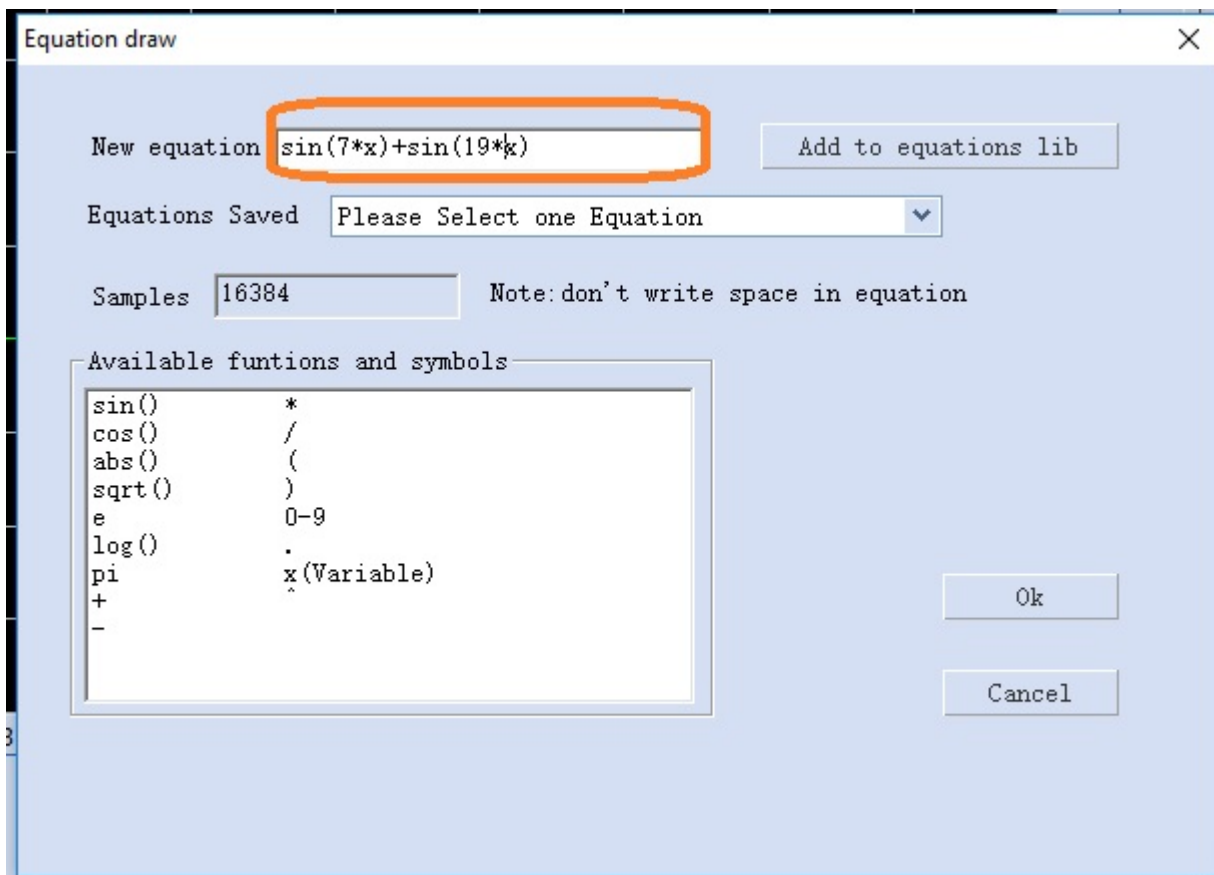 Equation draw
New equation sin(7*x)+sin(19*x) Add to equations lib
Equations Saved Please Select one Equation
Samples 16384 Note:don't write space in equation
Available funtions and symbols
sin() *
cos() /
abs() (
sqrt() )
e 0-9
log() .
pi x(Variable)
+ ^
-
Ok
Cancel